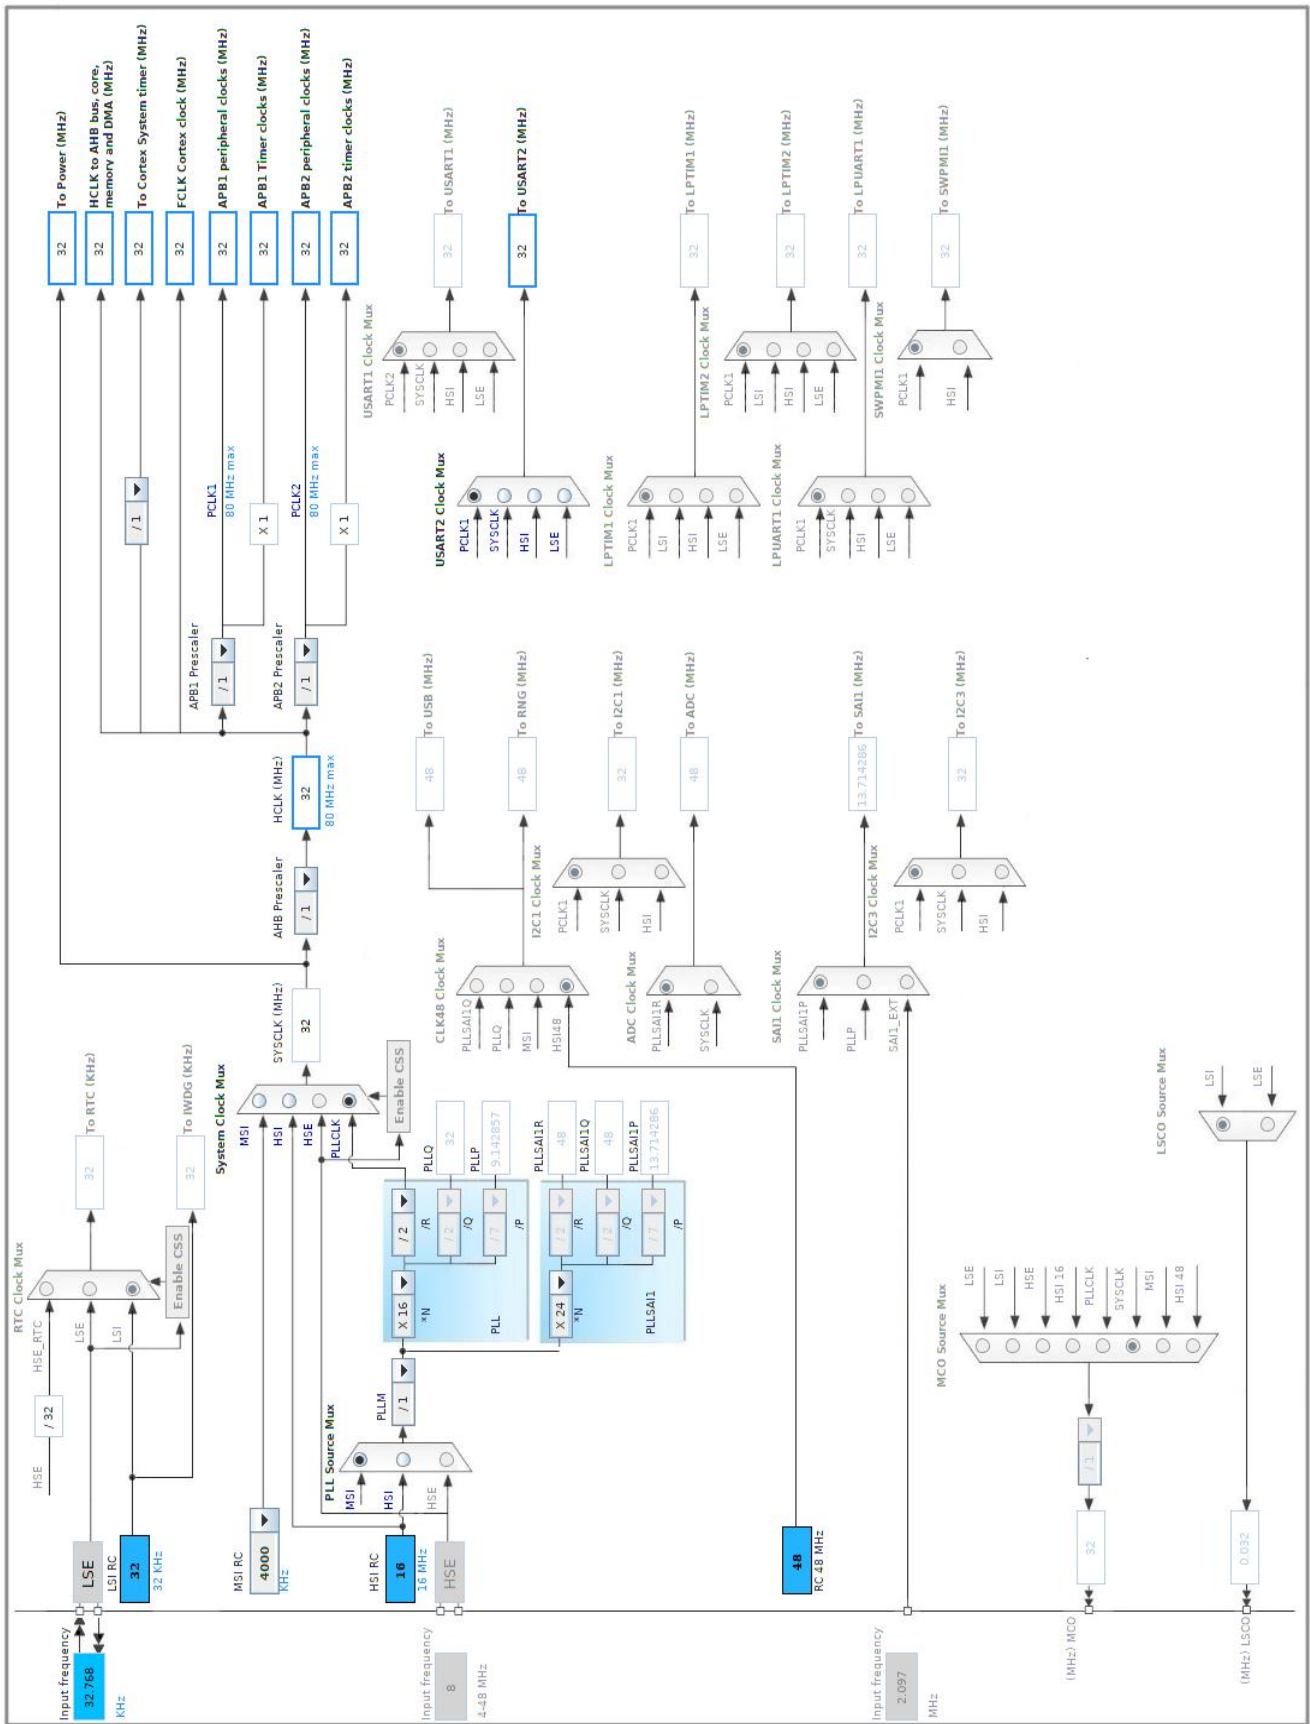 Input frequency
32.768
KHz
LSE
LSI RC
32
32 KHz
HSE
/ 32
HSE_RTC
LSE
LSI
RTC Clock Mux
Enable CSS
32
To RTC (KHz)
32
To IWDG (KHz)
MSI RC
4000
KHz
HSI RC
16
16 MHz
Input frequency
8
4-48 MHz
HSE
PLL Source Mux
MSI
HSI
HSE
PLLM
/ 1
X 16
*N
PLL
/ 2
/R
/ 2
/Q
/ 7
/P
PLLQ
32
PLLP
9.142857
X 24
*N
PLLSAI1
/ 2
/R
/ 2
/Q
/ 7
/P
PLLSAI1R
48
PLLSAI1Q
48
PLLSAI1P
13.714286
System Clock Mux
MSI
HSI
HSE
PLLCLK
Enable CSS
SYSCLK (MHz)
32
AHB Prescaler
/ 1
HCLK (MHz)
32
80 MHz max
APB1 Prescaler
/ 1
APB2 Prescaler
/ 1
/ 1
PCLK1
80 MHz max
X 1
PCLK2
80 MHz max
X 1
32
To Power (MHz)
32
HCLK to AHB bus, core,
memory and DMA (MHz)
32
To Cortex System timer (MHz)
32
FCLK Cortex clock (MHz)
32
APB1 peripheral clocks (MHz)
32
APB1 Timer clocks (MHz)
32
APB2 peripheral clocks (MHz)
32
APB2 timer clocks (MHz)
USART1 Clock Mux
PCLK2
SYSCLK
HSI
LSE
32
To USART1 (MHz)
USART2 Clock Mux
PCLK1
SYSCLK
HSI
LSE
32
To USART2 (MHz)
LPTIM1 Clock Mux
PCLK1
LSI
HSI
LSE
32
To LPTIM1 (MHz)
LPTIM2 Clock Mux
PCLK1
LSI
HSI
LSE
32
To LPTIM2 (MHz)
LPUART1 Clock Mux
PCLK1
SYSCLK
HSI
LSE
32
To LPUART1 (MHz)
SWPMI1 Clock Mux
PCLK1
HSI
32
To SWPMI1 (MHz)
48
RC 48 MHz
CLK48 Clock Mux
PLLSAI1Q
PLLQ
MSI
HSI48
48
To USB (MHz)
48
To RNG (MHz)
I2C1 Clock Mux
PCLK1
SYSCLK
HSI
32
To I2C1 (MHz)
ADC Clock Mux
PLLSAI1R
SYSCLK
48
To ADC (MHz)
Input frequency
2.097
MHz
SAI1 Clock Mux
PLLSAI1P
PLLP
SAI1_EXT
13.714286
To SAI1 (MHz)
I2C3 Clock Mux
PCLK1
SYSCLK
HSI
32
To I2C3 (MHz)
(MHz) MCO
32
/ 1
MCO Source Mux
LSE
LSI
HSE
HSI 16
PLLCLK
SYSCLK
MSI
HSI 48
(MHz) LSCO
0.032
LSCO Source Mux
LSI
LSE